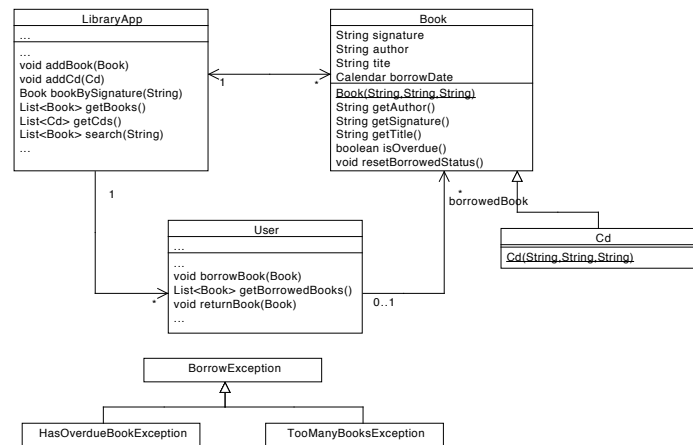 LibraryApp
...
...
void addBook(Book)
void addCd(Cd)
Book bookBySignature(String)
List<Book> getBooks()
List<Cd> getCds()
List<Book> search(String)
...
1
*
Book
String signature
String author
String tite
Calendar borrowDate
Book(String,String,String)
String getAuthor()
String getSignature()
String getTitle()
boolean isOverdue()
void resetBorrowedStatus()
1
*
*
borrowedBook
0..1
User
...
...
void borrowBook(Book)
List<Book> getBorrowedBooks()
void returnBook(Book)
...
Cd
Cd(String,String,String)
BorrowException
HasOverdueBookException
TooManyBooksException